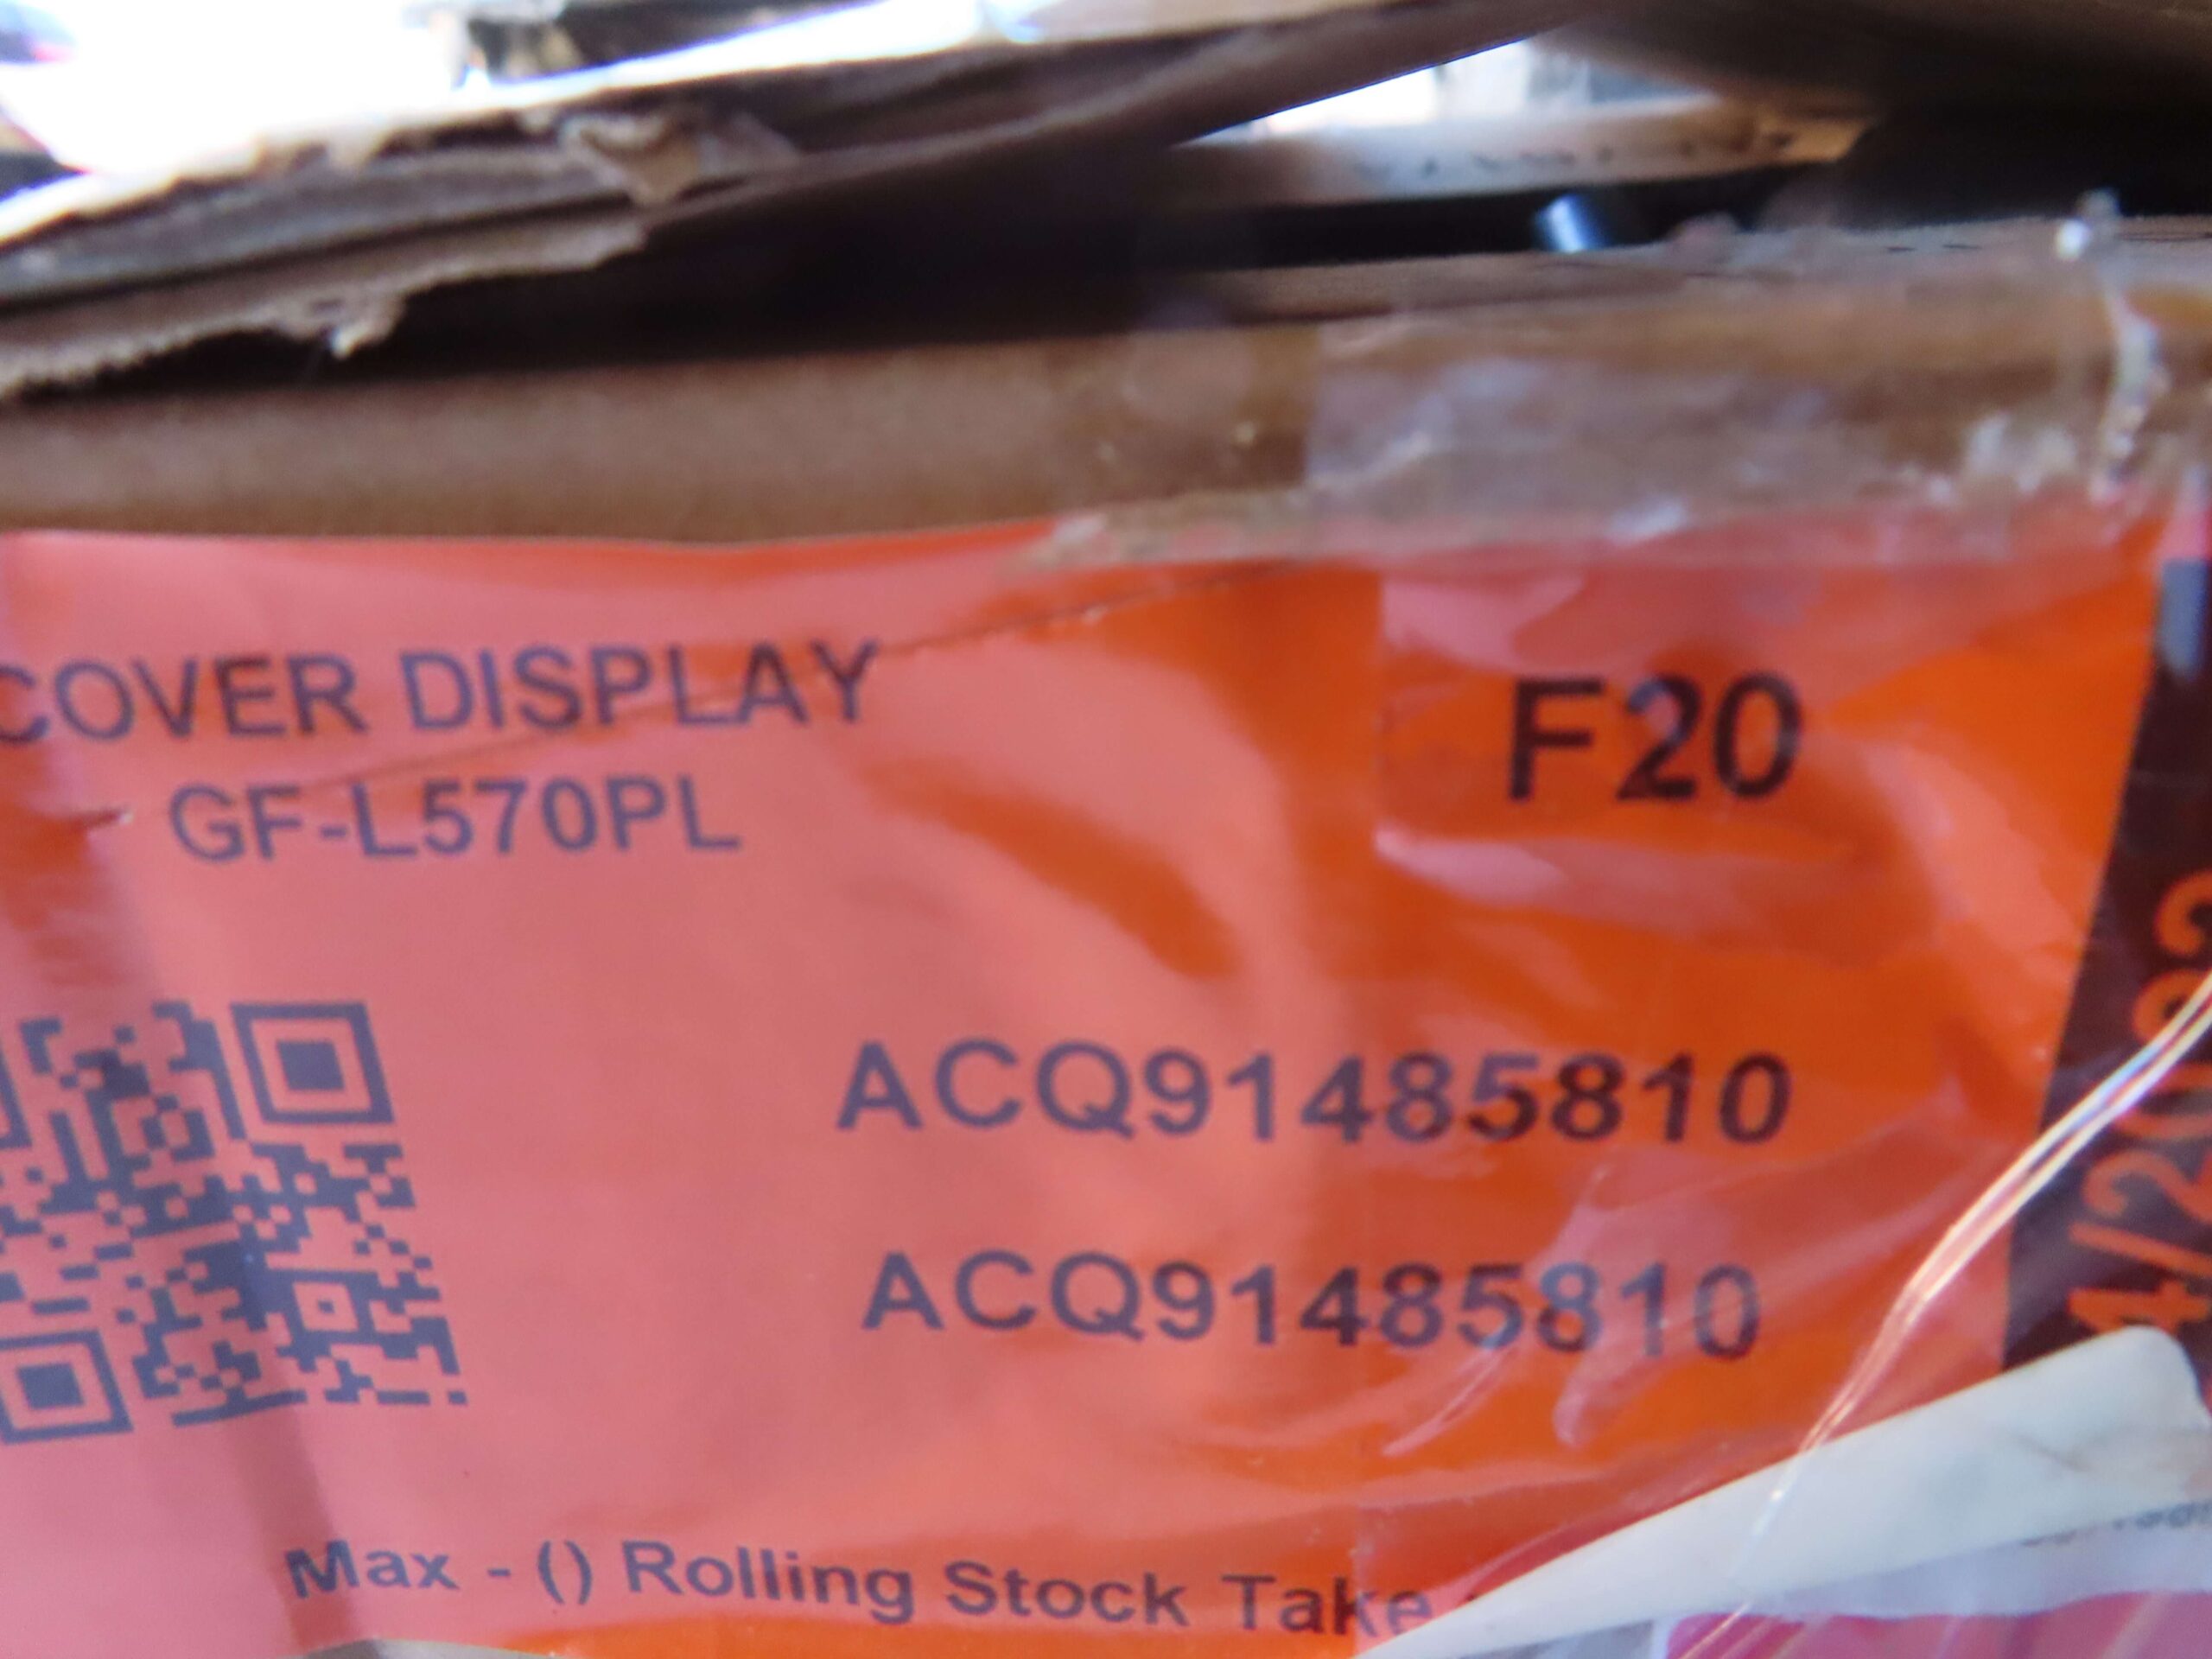 COVER DISPLAY
F20
GF-L570PL
ACQ91485810
ACQ91485810
Max - () Rolling Stock Take